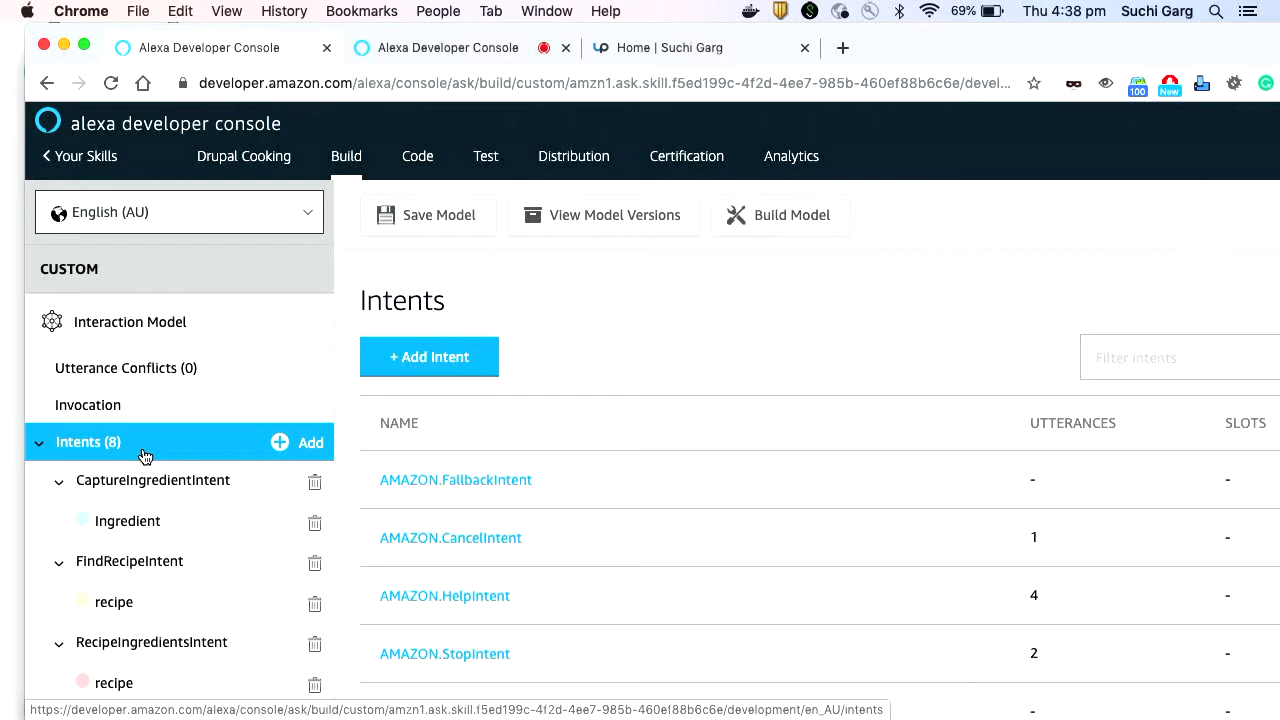 Chrome File Edit View History Bookmarks People Tab Window Help 69% Thu 4:38 pm Suchi Garg
Alexa Developer Console Alexa Developer Console Home | Suchi Garg
developer.amazon.com/alexa/console/ask/build/custom/amzn1.ask.skill.f5ed199c-4f2d-4ee7-985b-460ef88b6c6e/devel... 100 New
alexa developer console
Your Skills Drupal Cooking Build Code Test Distribution Certification Analytics
English (AU) Save Model View Model Versions Build Model
CUSTOM
Intents
Interaction Model
+ Add Intent Filter intents
Utterance Conflicts (0)
Invocation
NAME UTTERANCES SLOTS
Intents (8) Add
CaptureIngredientIntent AMAZON.FallbackIntent - -
Ingredient
AMAZON.CancelIntent 1 -
FindRecipeIntent
recipe AMAZON.HelpIntent 4 -
RecipeIngredientsIntent AMAZON.StopIntent 2 -
recipe
https://developer.amazon.com/alexa/console/ask/build/custom/amzn1.ask.skill.f5ed199c-4f2d-4ee7-985b-460ef88b6c6e/development/en_AU/intents - -